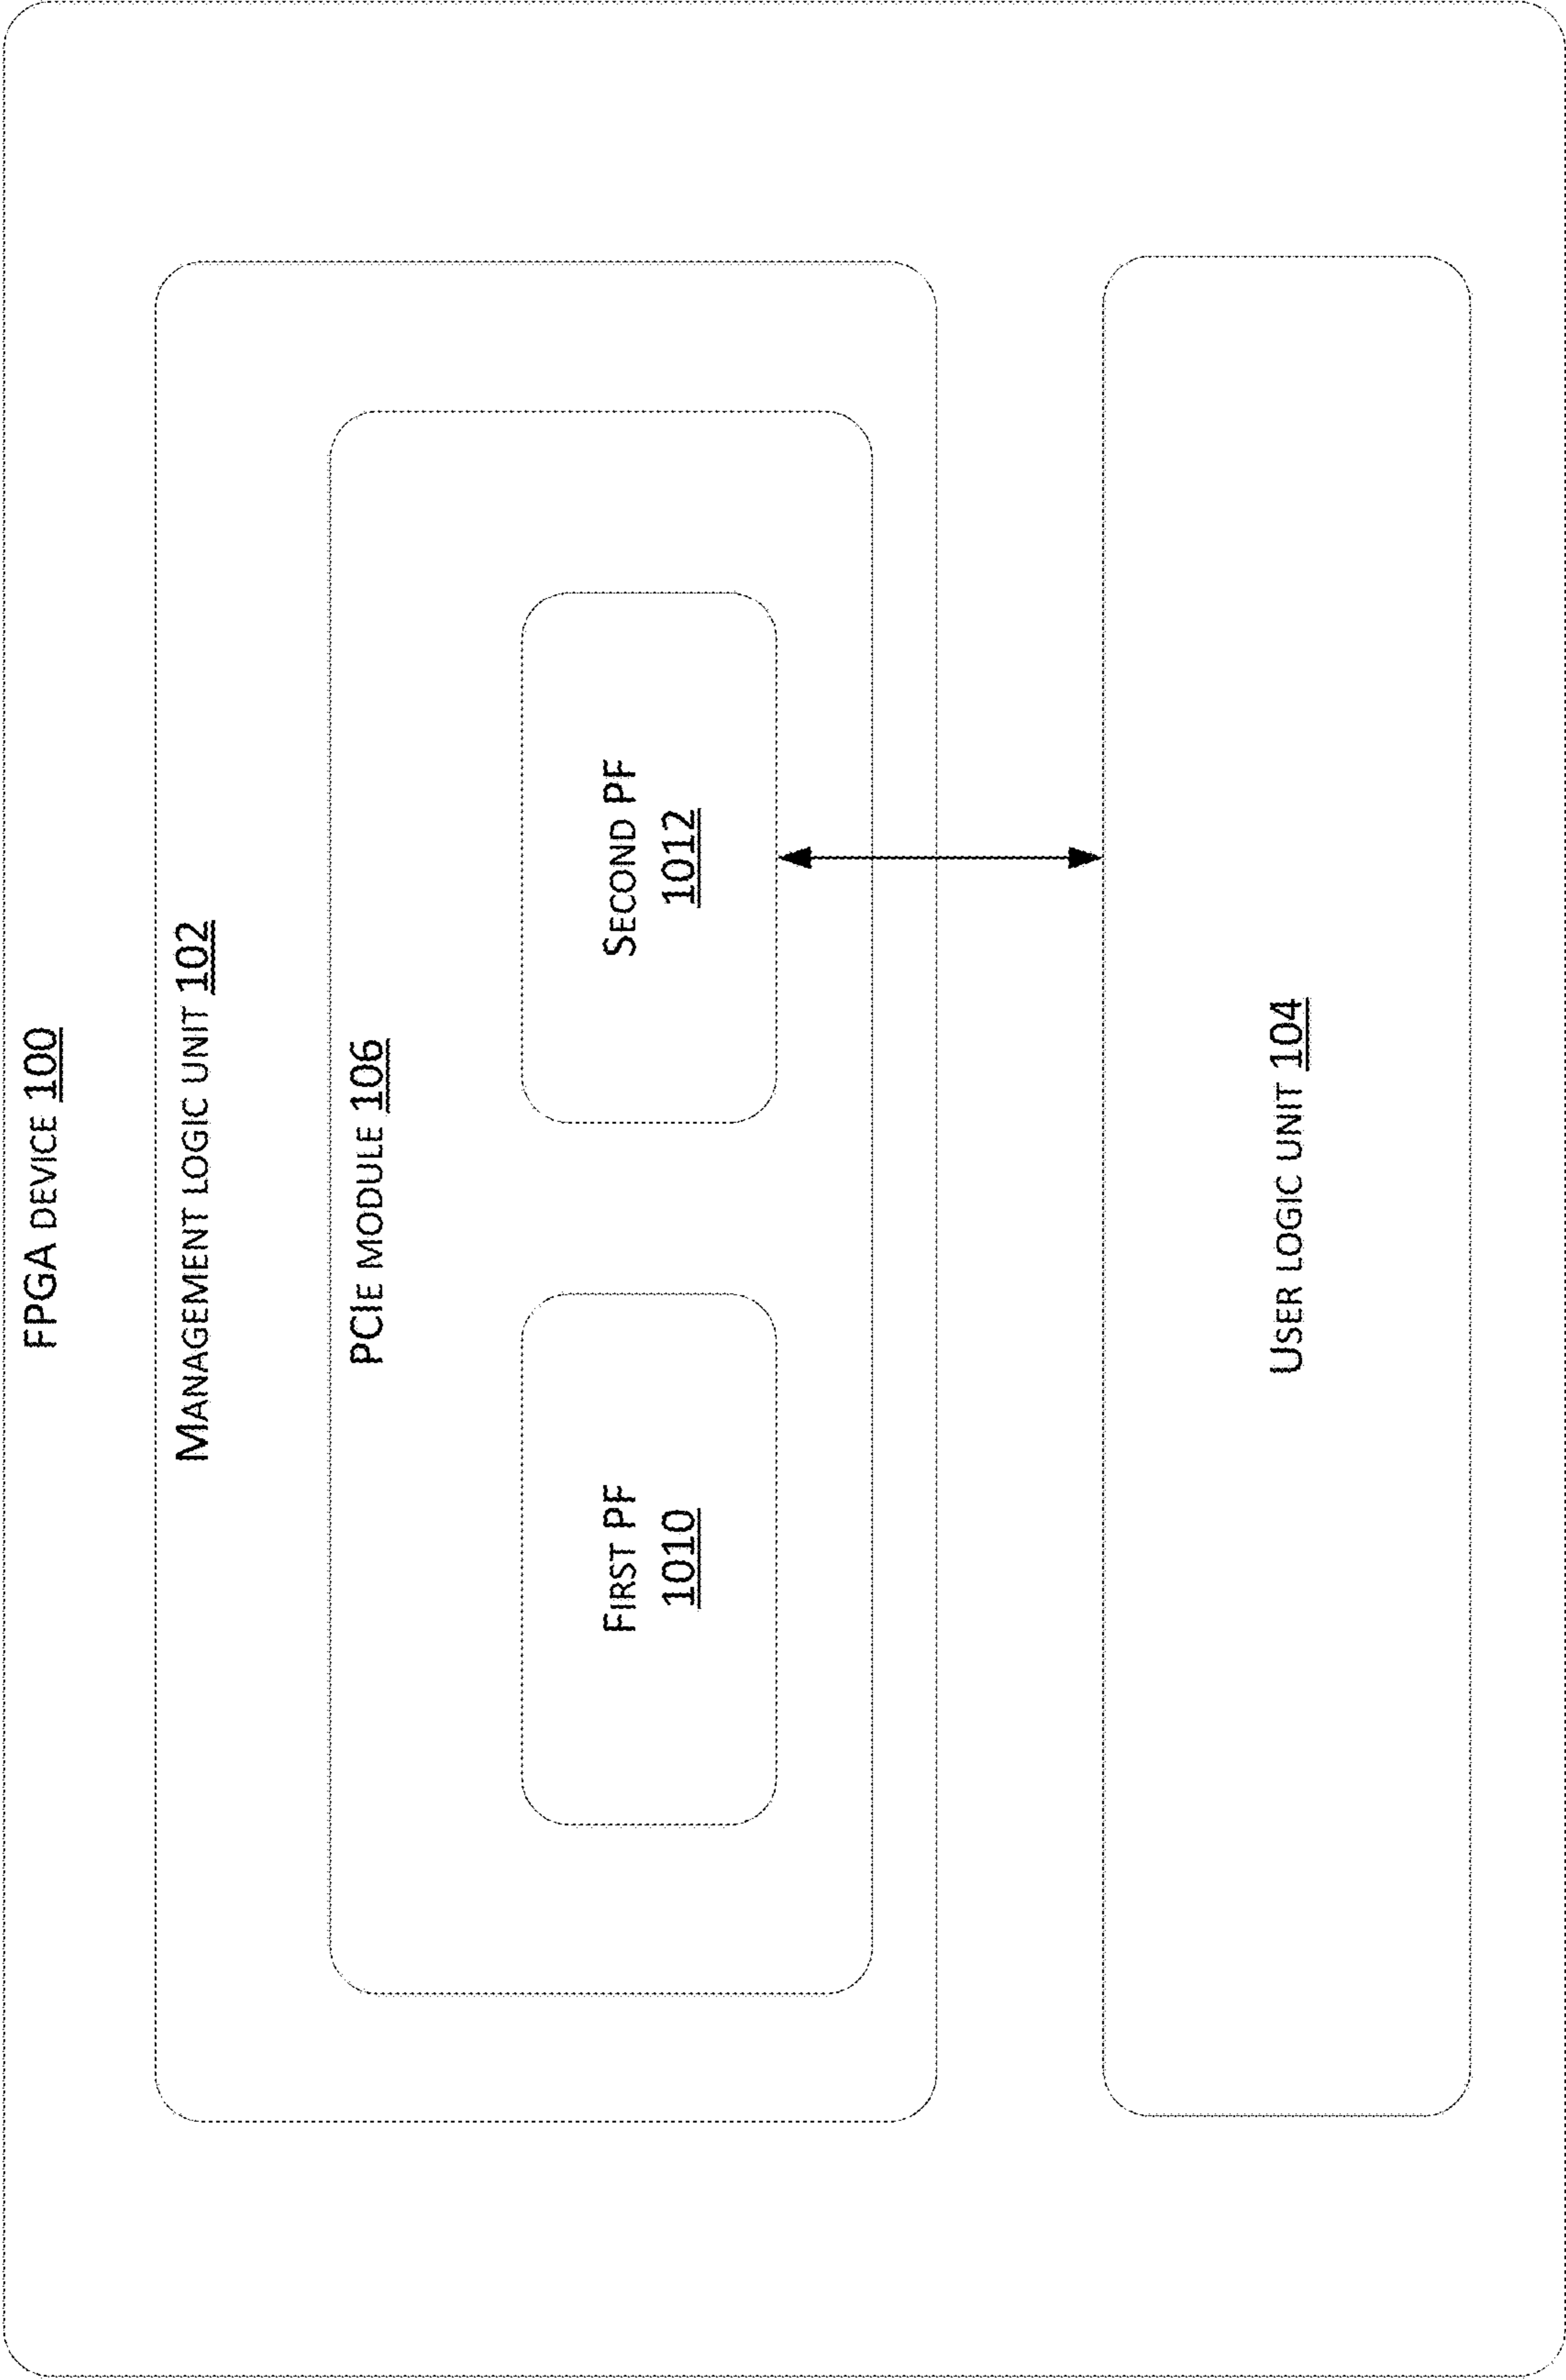 FPGA DEVICE 100
MANAGEMENT LOGIC UNIT 102
PCIE MODULE 106
FIRST PF
1010
SECOND PF
1012
USER LOGIC UNIT 104